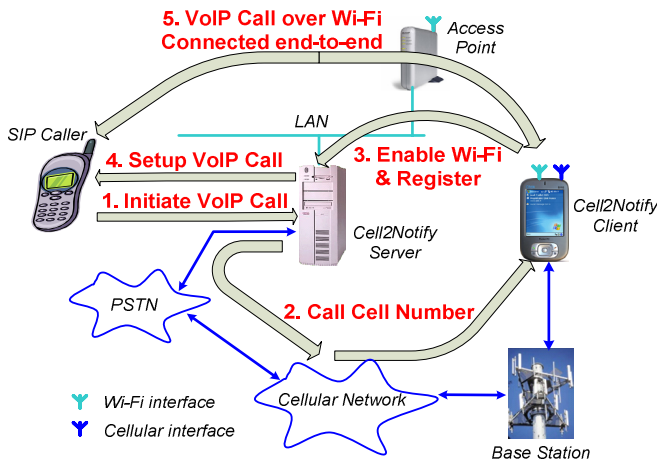 5. VoIP Call over Wi-Fi
Connected end-to-end
Access
Point
SIP Caller
LAN
4. Setup VoIP Call
3. Enable Wi-Fi
& Register
1. Initiate VoIP Call
Cell2Notify
Server
Cell2Notify
Client
PSTN
2. Call Cell Number
Cellular Network
Wi-Fi interface
Cellular interface
Base Station